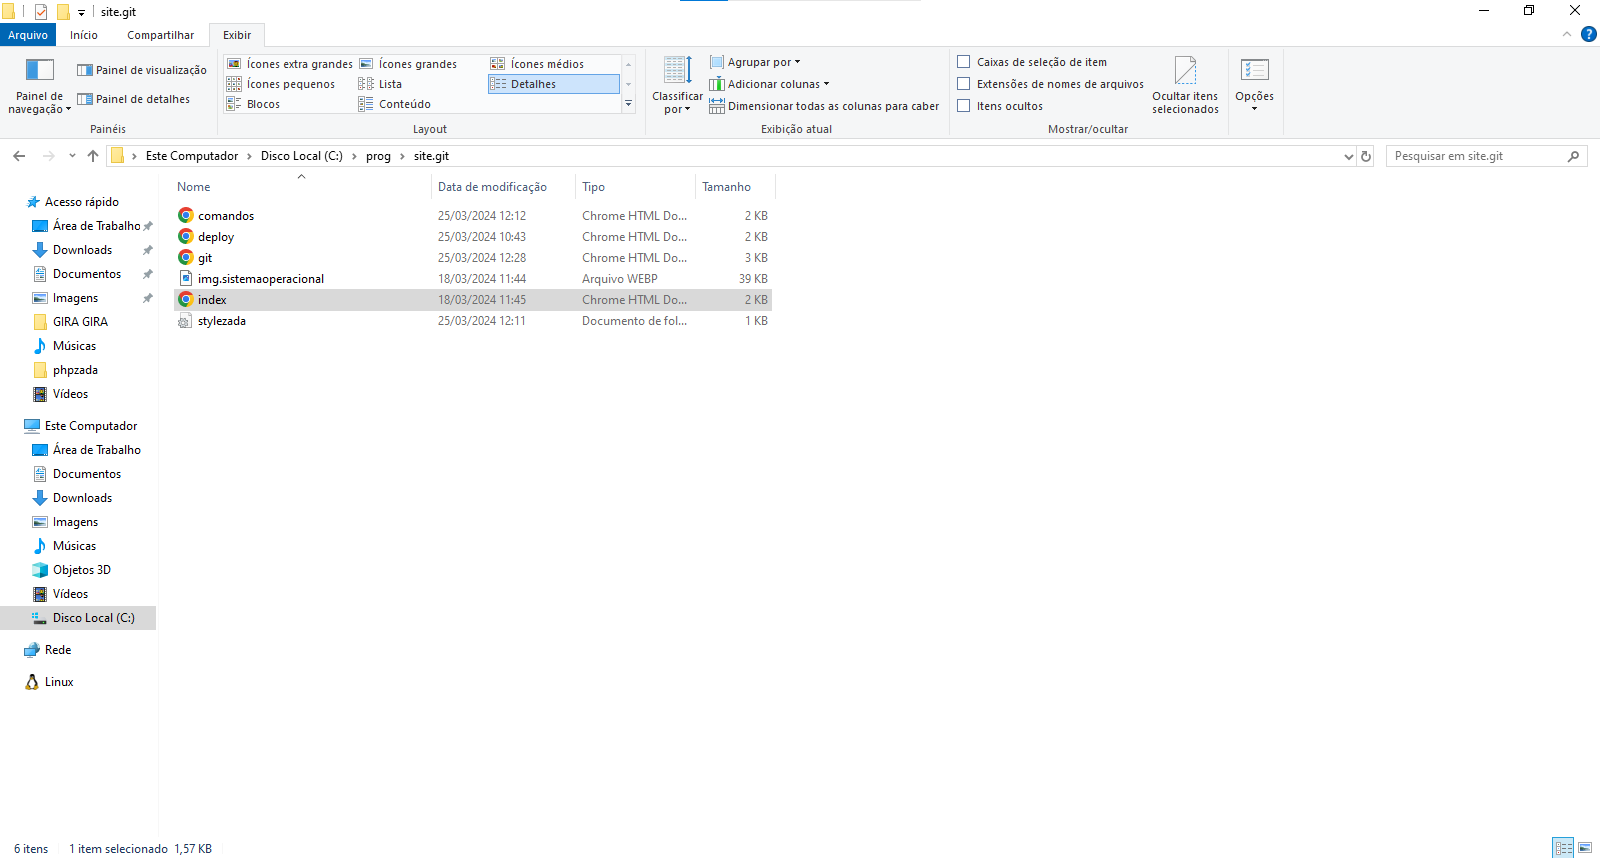 site.git
Arquivo Início Compartilhar Exibir
Painel de navegação
Painel de visualização
Painel de detalhes
Painéis
Ícones extra grandes Ícones grandes Ícones médios
Ícones pequenos Lista Detalhes
Blocos Conteúdo
Layout
Classificar por
Agrupar por
Adicionar colunas
Dimensionar todas as colunas para caber
Exibição atual
Caixas de seleção de item
Extensões de nomes de arquivos
Itens ocultos
Ocultar itens selecionados
Mostrar/ocultar
Opções
?
Este Computador > Disco Local (C:) > prog > site.git
Pesquisar em site.git
Acesso rápido
Área de Trabalho
Downloads
Documentos
Imagens
GIRA GIRA
Músicas
phpzada
Vídeos
Este Computador
Área de Trabalho
Documentos
Downloads
Imagens
Músicas
Objetos 3D
Vídeos
Disco Local (C:)
Rede
Linux
Nome Data de modificação Tipo Tamanho
comandos 25/03/2024 12:12 Chrome HTML Do... 2 KB
deploy 25/03/2024 10:43 Chrome HTML Do... 2 KB
git 25/03/2024 12:28 Chrome HTML Do... 3 KB
img.sistemaoperacional 18/03/2024 11:44 Arquivo WEBP 39 KB
index 18/03/2024 11:45 Chrome HTML Do... 2 KB
stylezada 25/03/2024 12:11 Documento de fol... 1 KB
6 itens 1 item selecionado 1,57 KB